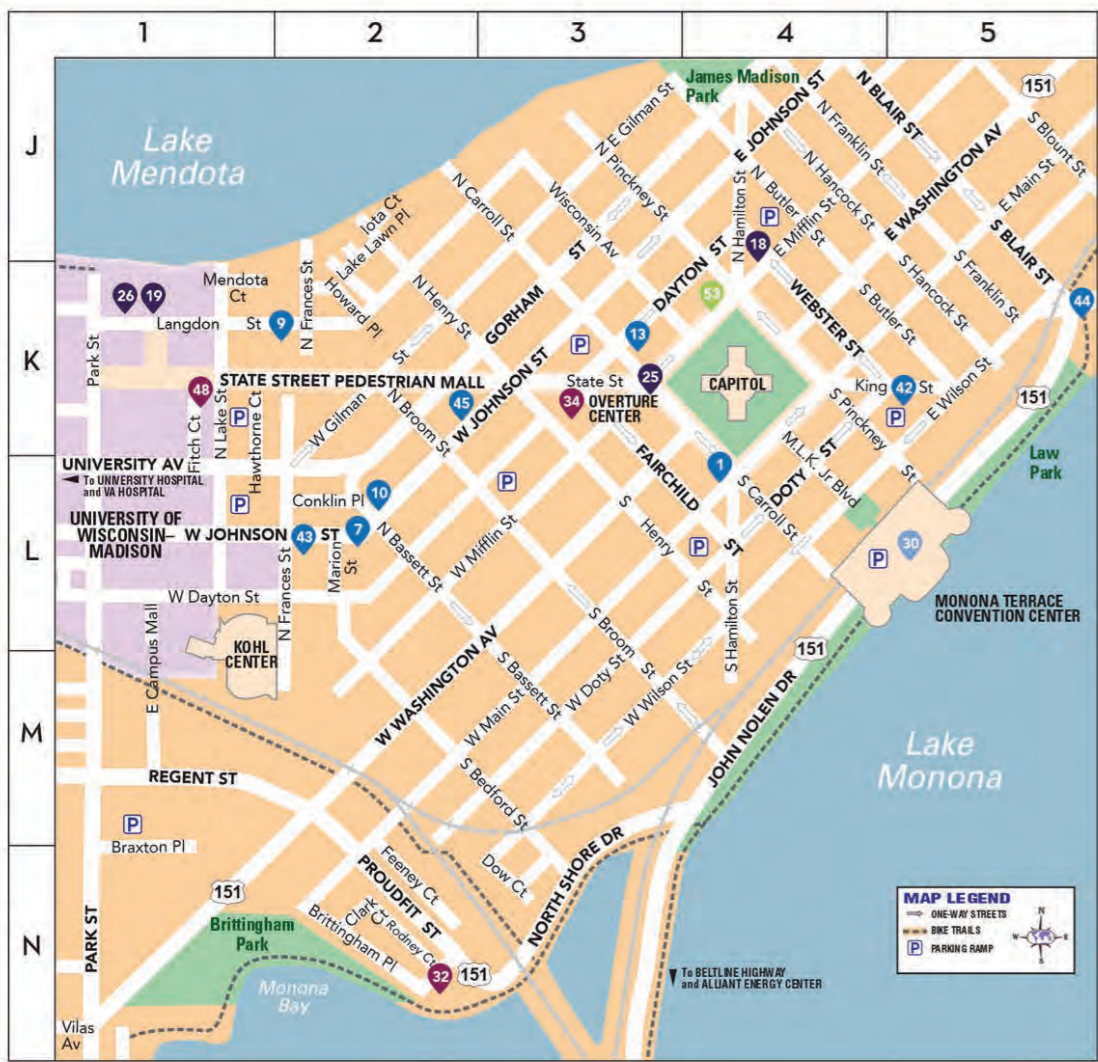 1
2
3
4
5
J
K
L
M
N
Lake
Mendota
James Madison
Park
151
N BLAIR ST
E JOHNSON ST
N Franklin St
S Blount St
E Gilman St
N Pinckney St
N Hancock St
E WASHINGTON AV
E Main St
N Carroll St
Wisconsin Av
N Hamilton St
N. Butler St
E Mifflin St
P
18
S BLAIR ST
Iota Ct
Lake Lawn Pl
Howard Pl
Mendota
Ct
N Frances St
N Henry St
GORHAM ST
DAYTON ST
53
WEBSTER ST
S Hancock St
S Franklin St
S Butler St
44
26
19
Langdon St
9
13
P
Park St
48
STATE STREET PEDESTRIAN MALL
State St
25
CAPITOL
King St
42
E Wilson St
151
W JOHNSON ST
45
34
OVERTURE
CENTER
P
S Pinckney St
Fitch Ct
N Lake St
P
Hawthorne Ct
W Gilman St
N Broom St
FAIRCHILD ST
M.L.K. Jr Blvd
DOTY ST
Law
Park
UNIVERSITY AV
To UNIVERSITY HOSPITAL
and VA HOSPITAL
1
S Carroll St
Conklin Pl
10
P
P
UNIVERSITY OF
WISCONSIN–
MADISON
W JOHNSON ST
43
7
N Bassett St
W Mifflin St
S Henry St
P
P
30
Marion St
N Frances St
W Dayton St
MONONA TERRACE
CONVENTION CENTER
KOHL
CENTER
E Campus Mall
S Broom St
S Hamilton St
151
W WASHINGTON AV
S Bassett St
W Doty St
W Main St
W Wilson St
JOHN NOLEN DR
Lake
Monona
REGENT ST
S Bedford St
P
Braxton Pl
PARK ST
151
Feeney Ct
Dow Ct
NORTH SHORE DR
PROUDFIT ST
Clark Ct
Rodney Ct
Brittingham
Park
Brittingham Pl
32
151
Monona
Bay
Vilas
Av
To BELTLINE HIGHWAY
and ALLIANT ENERGY CENTER
MAP LEGEND
ONE-WAY STREETS
BIKE TRAILS
P PARKING RAMP
N
W E
S